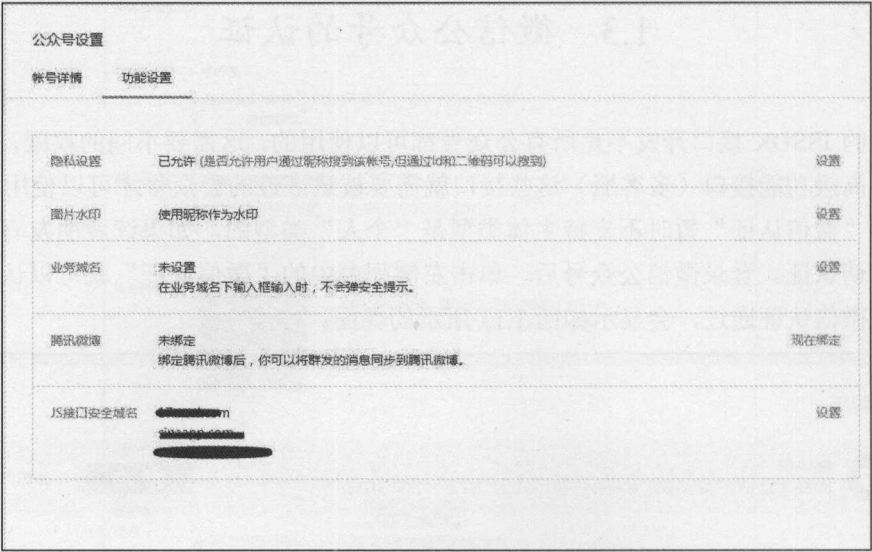 公众号设置
帐号详情 功能设置
隐私设置 已允许 (是否允许用户通过昵称搜到该帐号,但通过Id和二维码可以搜到) 设置
图片水印 使用昵称作为水印 设置
业务域名 未设置 设置
在业务域名下输入框输入时，不会弹安全提示。
腾讯微博 未绑定 现在绑定
绑定腾讯微博后，你可以将群发的消息同步到腾讯微博。
JS接口安全域名 设置